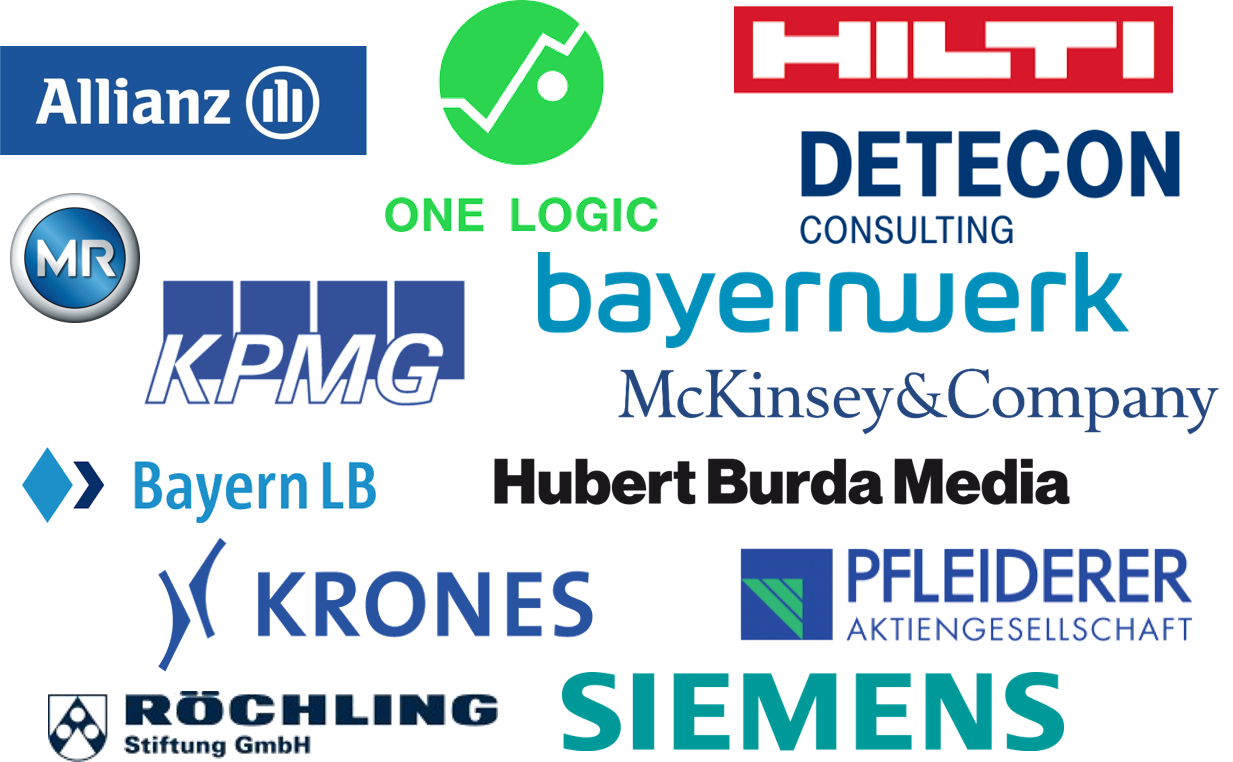 Allianz
ONE LOGIC
HILTI
DETECON
CONSULTING
MR
KPMG
bayernwerk
McKinsey&Company
Bayern LB
Hubert Burda Media
KRONES
PFLEIDERER
AKTIENGESELLSCHAFT
RÖCHLING
Stiftung GmbH
SIEMENS